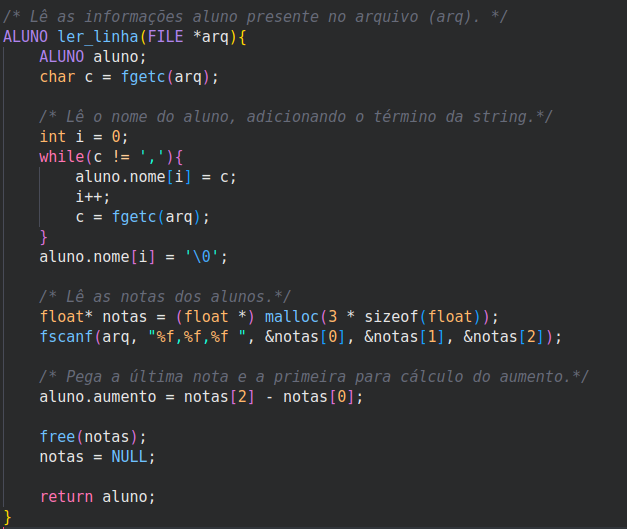 /* Lê as informações aluno presente no arquivo (arq). */
ALUNO ler_linha(FILE *arq){
    ALUNO aluno;
    char c = fgetc(arq);

    /* Lê o nome do aluno, adicionando o término da string.*/
    int i = 0;
    while(c != ','){
        aluno.nome[i] = c;
        i++;
        c = fgetc(arq);
    }
    aluno.nome[i] = '\0';

    /* Lê as notas dos alunos.*/
    float* notas = (float *) malloc(3 * sizeof(float));
    fscanf(arq, "%f,%f,%f ", &notas[0], &notas[1], &notas[2]);

    /* Pega a última nota e a primeira para cálculo do aumento.*/
    aluno.aumento = notas[2] - notas[0];

    free(notas);
    notas = NULL;

    return aluno;
}